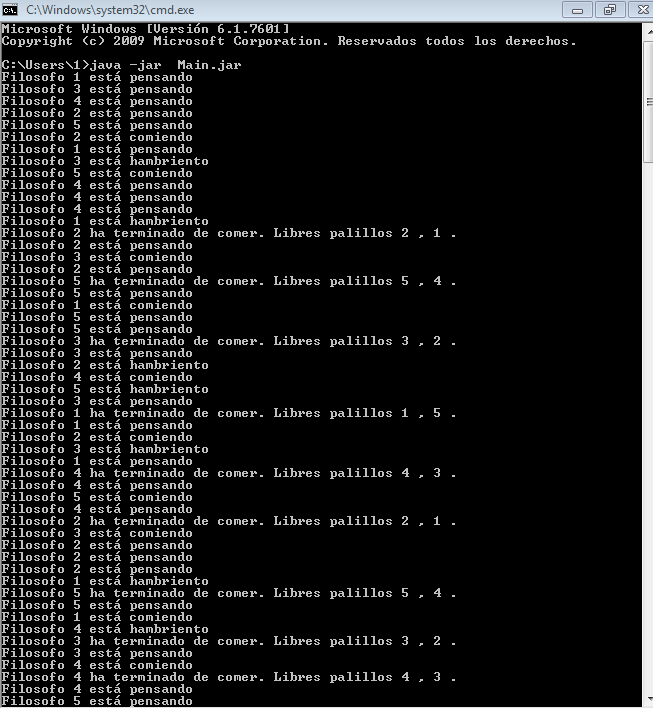 C:\Windows\system32\cmd.exe
Microsoft Windows [Versión 6.1.7601]
Copyright (c) 2009 Microsoft Corporation. Reservados todos los derechos.
C:\Users\1>java -jar  Main.jar
Filosofo 1 está pensando
Filosofo 3 está pensando
Filosofo 4 está pensando
Filosofo 2 está pensando
Filosofo 5 está pensando
Filosofo 2 está comiendo
Filosofo 1 está pensando
Filosofo 3 está hambriento
Filosofo 5 está comiendo
Filosofo 4 está pensando
Filosofo 4 está pensando
Filosofo 4 está pensando
Filosofo 1 está hambriento
Filosofo 2 ha terminado de comer. Libres palillos 2 , 1 .
Filosofo 2 está pensando
Filosofo 3 está comiendo
Filosofo 2 está pensando
Filosofo 5 ha terminado de comer. Libres palillos 5 , 4 .
Filosofo 5 está pensando
Filosofo 1 está comiendo
Filosofo 5 está pensando
Filosofo 5 está pensando
Filosofo 3 ha terminado de comer. Libres palillos 3 , 2 .
Filosofo 3 está pensando
Filosofo 2 está hambriento
Filosofo 4 está comiendo
Filosofo 5 está hambriento
Filosofo 3 está pensando
Filosofo 1 ha terminado de comer. Libres palillos 1 , 5 .
Filosofo 1 está pensando
Filosofo 2 está comiendo
Filosofo 3 está hambriento
Filosofo 1 está pensando
Filosofo 4 ha terminado de comer. Libres palillos 4 , 3 .
Filosofo 4 está pensando
Filosofo 5 está comiendo
Filosofo 4 está pensando
Filosofo 2 ha terminado de comer. Libres palillos 2 , 1 .
Filosofo 3 está comiendo
Filosofo 2 está pensando
Filosofo 2 está pensando
Filosofo 1 está hambriento
Filosofo 5 ha terminado de comer. Libres palillos 5 , 4 .
Filosofo 5 está pensando
Filosofo 1 está comiendo
Filosofo 4 está hambriento
Filosofo 3 ha terminado de comer. Libres palillos 3 , 2 .
Filosofo 3 está pensando
Filosofo 4 está comiendo
Filosofo 4 ha terminado de comer. Libres palillos 4 , 3 .
Filosofo 4 está pensando
Filosofo 5 está pensando